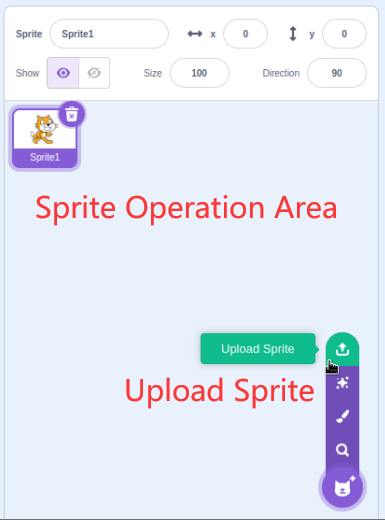 Sprite Sprite1 x 0 y 0
Show Size 100 Direction 90
Sprite1
Sprite Operation Area
Upload Sprite
Upload Sprite